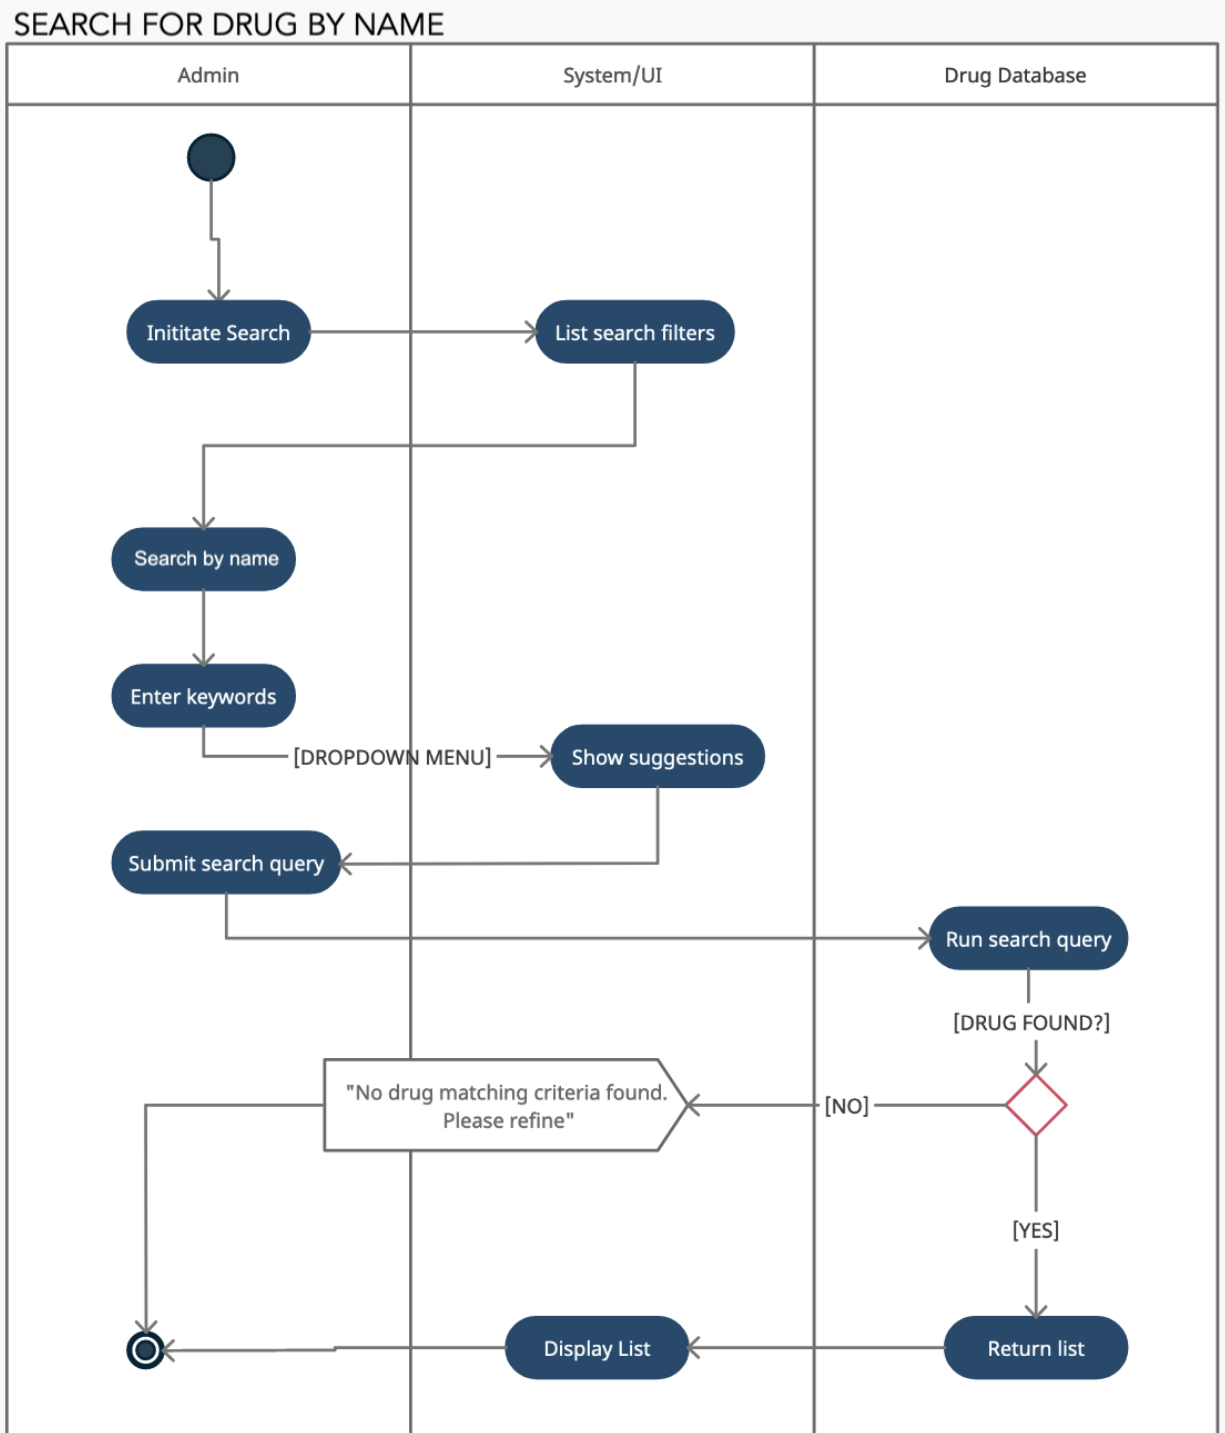 SEARCH FOR DRUG BY NAME
Admin
System/UI
Drug Database
Inititate Search
List search filters
Search by name
Enter keywords
[DROPDOWN MENU]
Show suggestions
Submit search query
Run search query
[DRUG FOUND?]
"No drug matching criteria found.
Please refine"
[NO]
[YES]
Display List
Return list